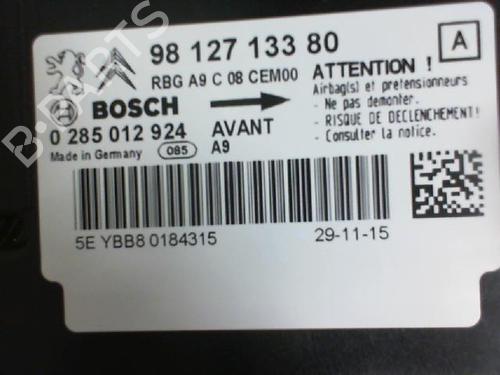 98 127 133 80
A
RBG A9 C 08 CEM00
ATTENTION !
Airbag(s) et pretensionneurs
- Ne pas demonter.
- RISQUE DE DECLENCHEMENT!
- Consulter la notice.
BOSCH
0 285 012 924
AVANT
Made in Germany
085
A9
5E YBB8 0184315
29-11-15
B-PARTS